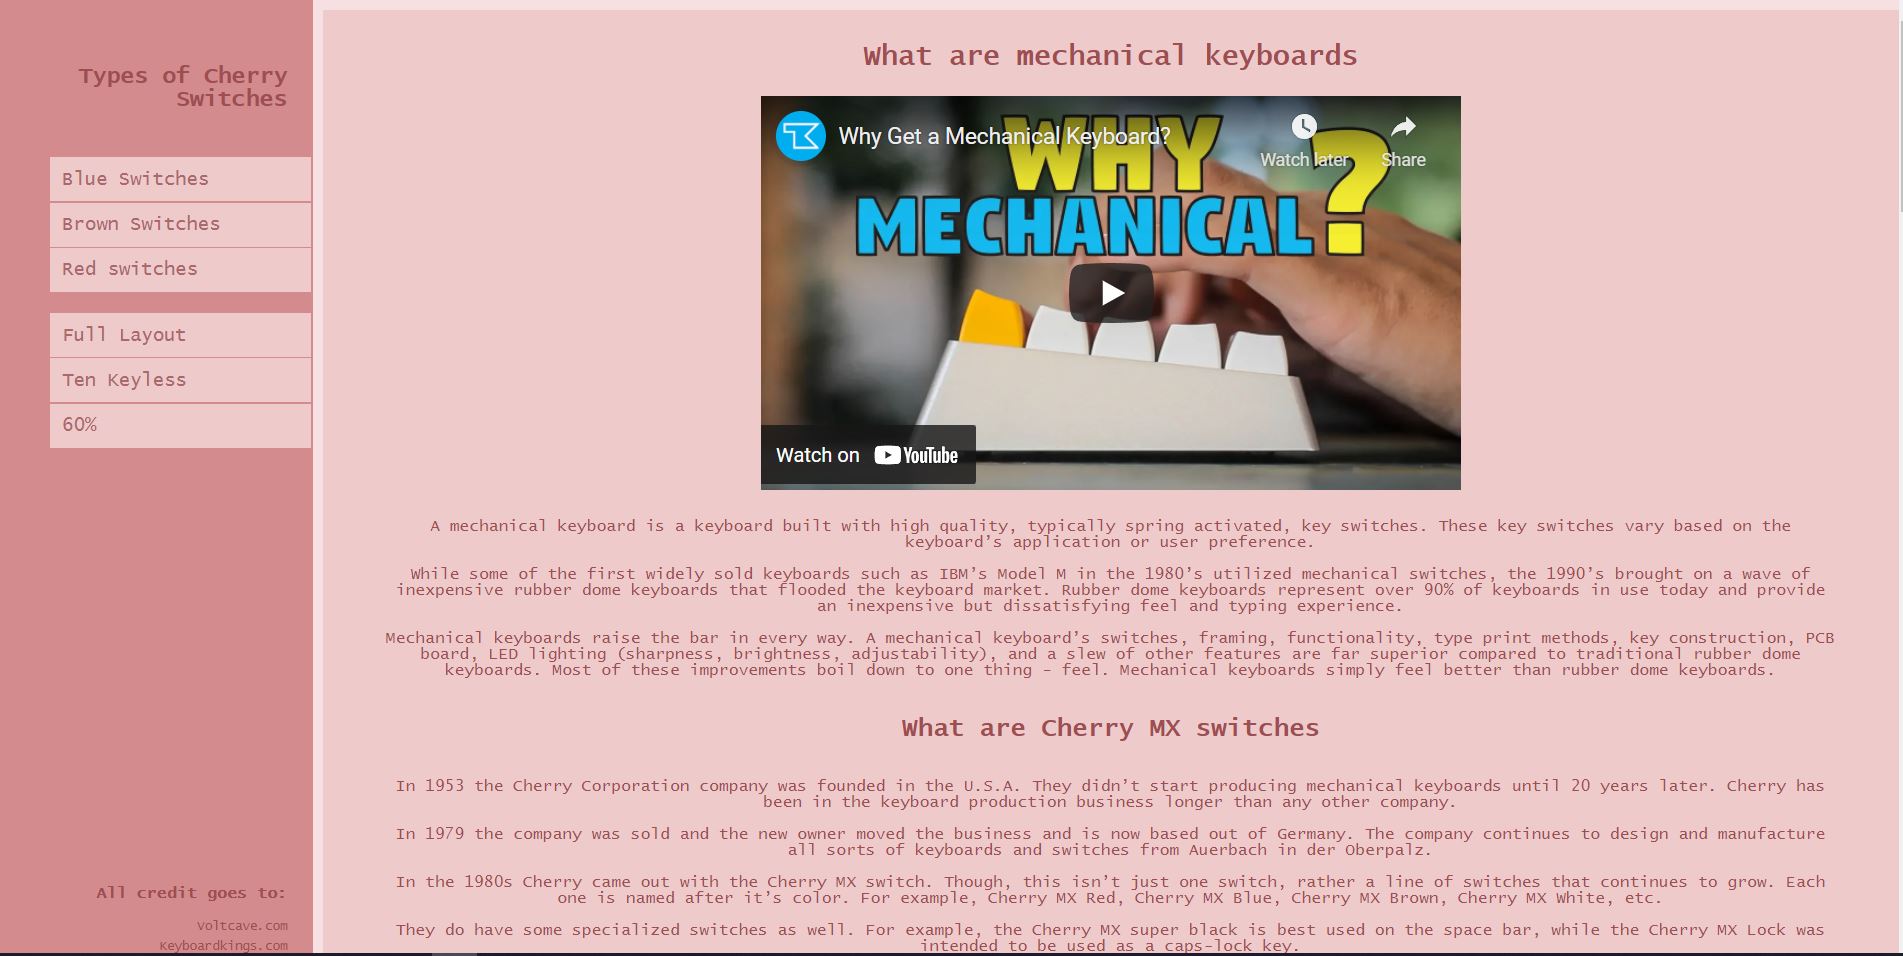 Types of Cherry
Switches
Blue Switches
Brown Switches
Red switches
Full Layout
Ten Keyless
60%
All credit goes to:
Voltcave.com
Keyboardkings.com
What are mechanical keyboards
Why Get a Mechanical Keyboard?
Watch later
Share
WHY
MECHANICAL?
Watch on YouTube
A mechanical keyboard is a keyboard built with high quality, typically spring activated, key switches. These key switches vary based on the
keyboard’s application or user preference.
While some of the first widely sold keyboards such as IBM’s Model M in the 1980’s utilized mechanical switches, the 1990’s brought on a wave of
inexpensive rubber dome keyboards that flooded the keyboard market. Rubber dome keyboards represent over 90% of keyboards in use today and provide
an inexpensive but dissatisfying feel and typing experience.
Mechanical keyboards raise the bar in every way. A mechanical keyboard’s switches, framing, functionality, type print methods, key construction, PCB
board, LED lighting (sharpness, brightness, adjustability), and a slew of other features are far superior compared to traditional rubber dome
keyboards. Most of these improvements boil down to one thing – feel. Mechanical keyboards simply feel better than rubber dome keyboards.
What are Cherry MX switches
In 1953 the Cherry Corporation company was founded in the U.S.A. They didn’t start producing mechanical keyboards until 20 years later. Cherry has
been in the keyboard production business longer than any other company.
In 1979 the company was sold and the new owner moved the business and is now based out of Germany. The company continues to design and manufacture
all sorts of keyboards and switches from Auerbach in der Oberpalz.
In the 1980s Cherry came out with the Cherry MX switch. Though, this isn’t just one switch, rather a line of switches that continues to grow. Each
one is named after it’s color. For example, Cherry MX Red, Cherry MX Blue, Cherry MX Brown, Cherry MX White, etc.
They do have some specialized switches as well. For example, the Cherry MX super black is best used on the space bar, while the Cherry MX Lock was
intended to be used as a caps-lock key.